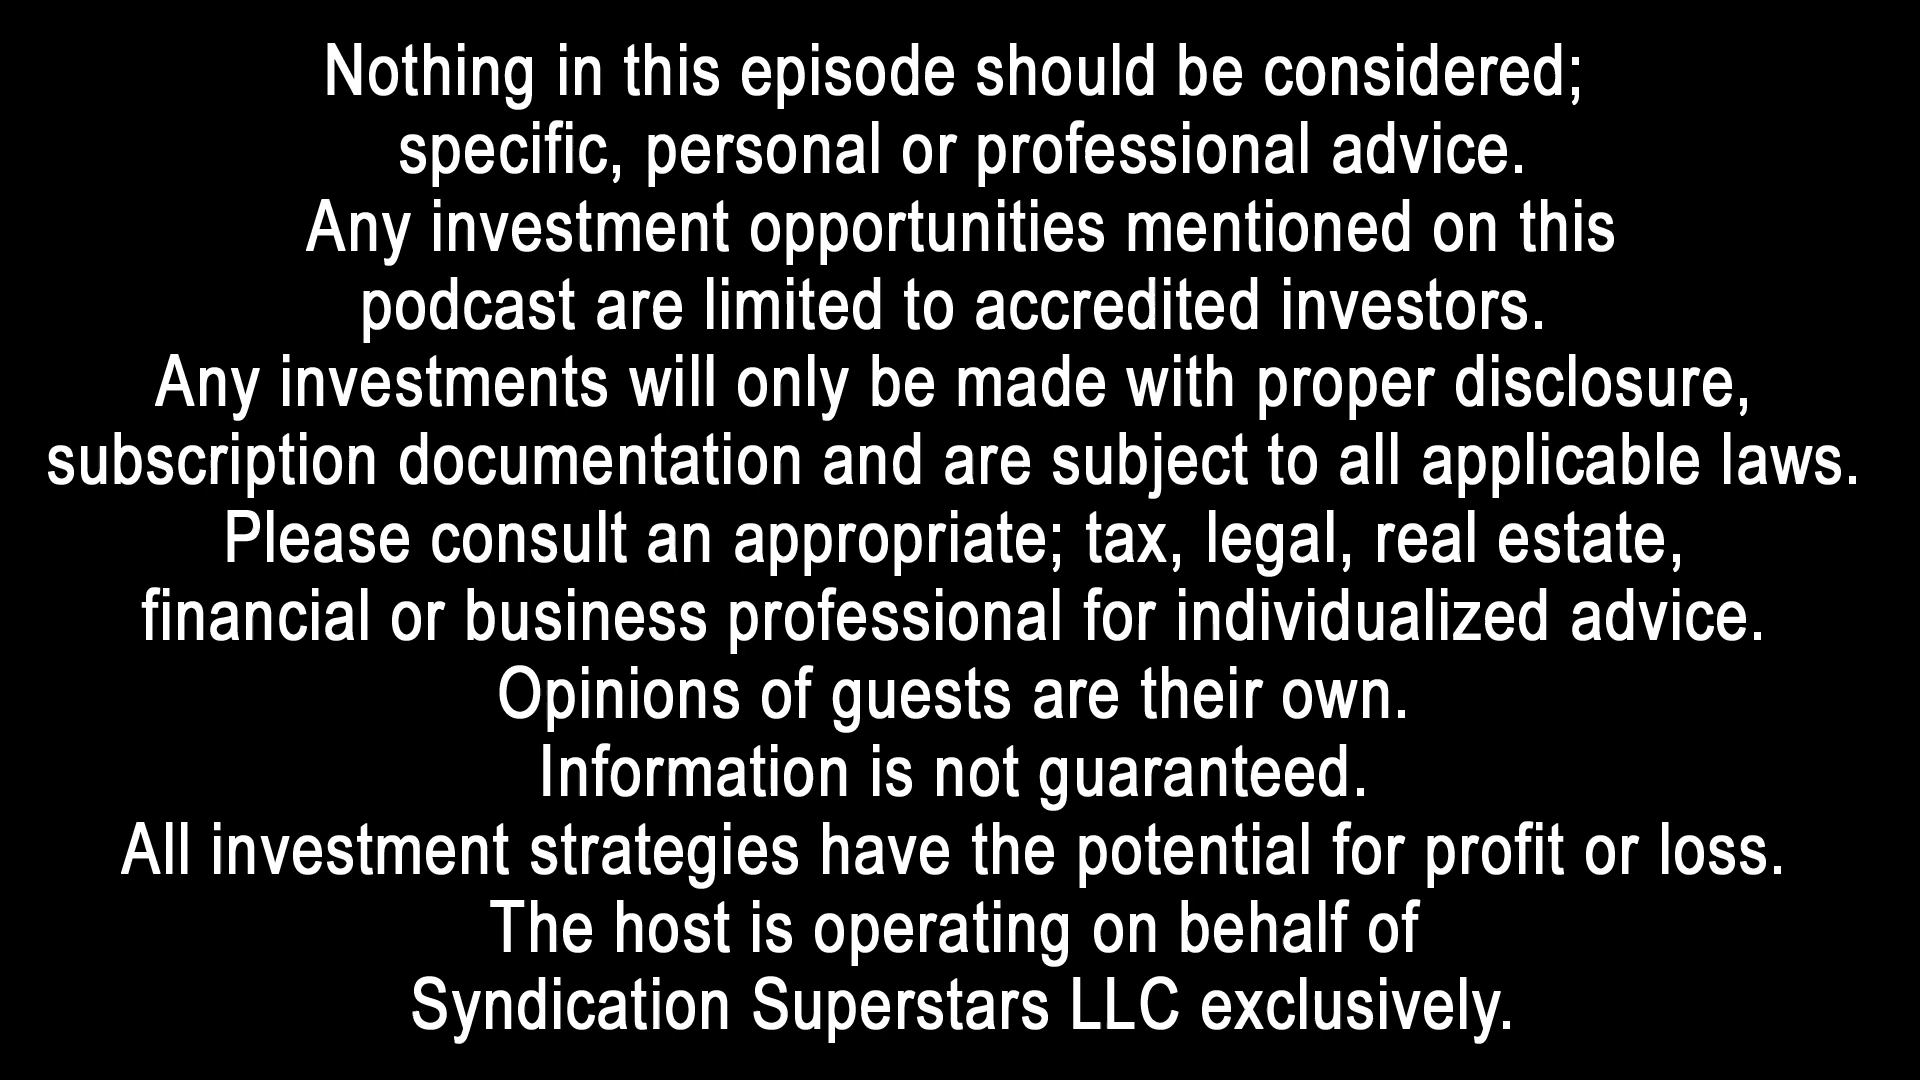 Nothing in this episode should be considered;
specific, personal or professional advice.
Any investment opportunities mentioned on this
podcast are limited to accredited investors.
Any investments will only be made with proper disclosure,
subscription documentation and are subject to all applicable laws.
Please consult an appropriate; tax, legal, real estate,
financial or business professional for individualized advice.
Opinions of guests are their own.
Information is not guaranteed.
All investment strategies have the potential for profit or loss.
The host is operating on behalf of
Syndication Superstars LLC exclusively.